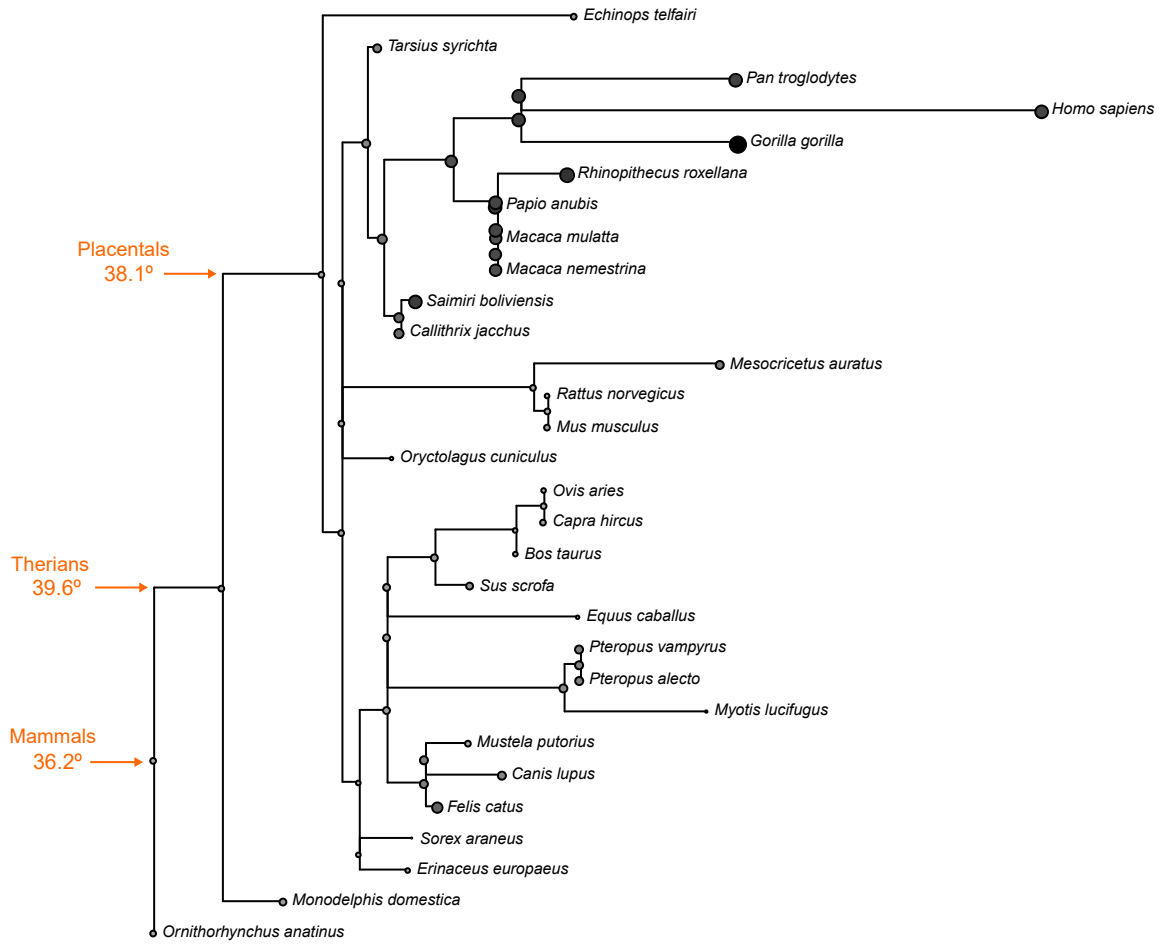 Echinops telfairi
Tarsius syrichta
Pan troglodytes
Homo sapiens
Gorilla gorilla
Rhinopithecus roxellana
Papio anubis
Macaca mulatta
Placentals
38.1º
Macaca nemestrina
Saimiri boliviensis
Callithrix jacchus
Mesocricetus auratus
Rattus norvegicus
Mus musculus
Oryctolagus cuniculus
Ovis aries
Capra hircus
Bos taurus
Therians
39.6º
Sus scrofa
Equus caballus
Pteropus vampyrus
Pteropus alecto
Myotis lucifugus
Mammals
36.2º
Mustela putorius
Canis lupus
Felis catus
Sorex araneus
Erinaceus europaeus
Monodelphis domestica
Ornithorhynchus anatinus